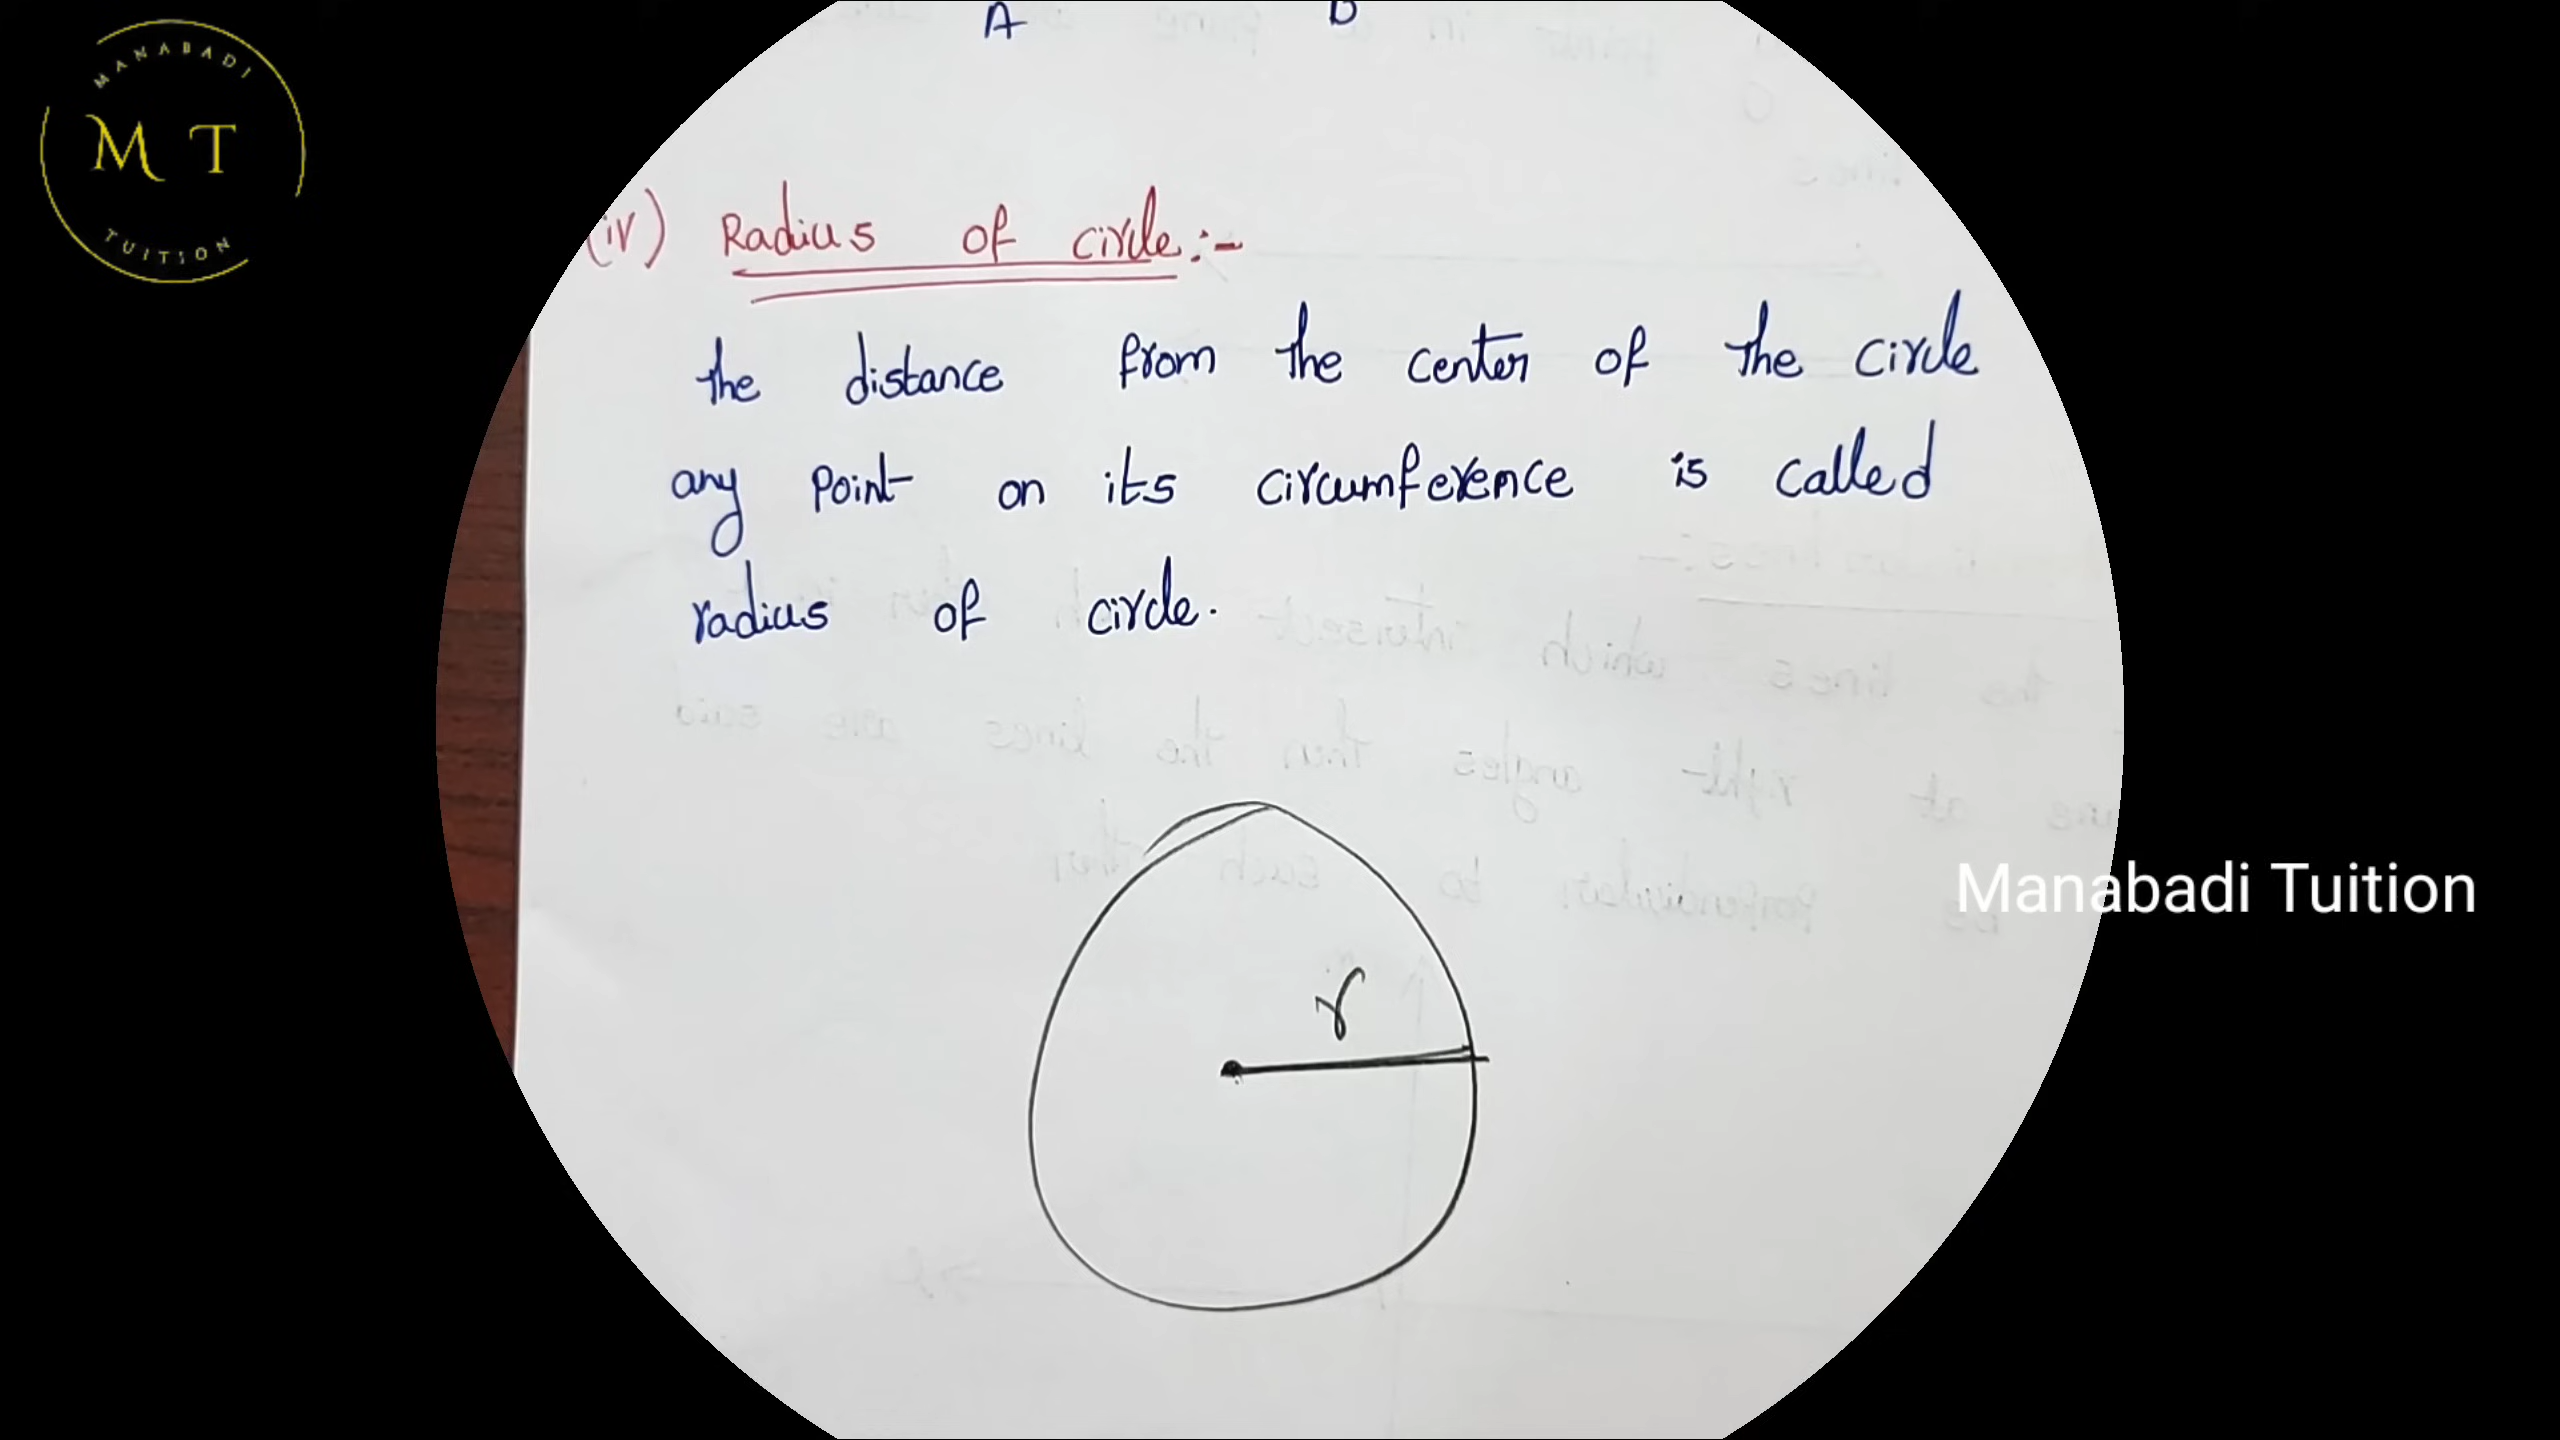 MANABADI
M T
TUITION
A
(iv) Radius of circle:-
the distance from the center of the circle
any point on its circumference is called
radius of circle.
r
Manabadi Tuition